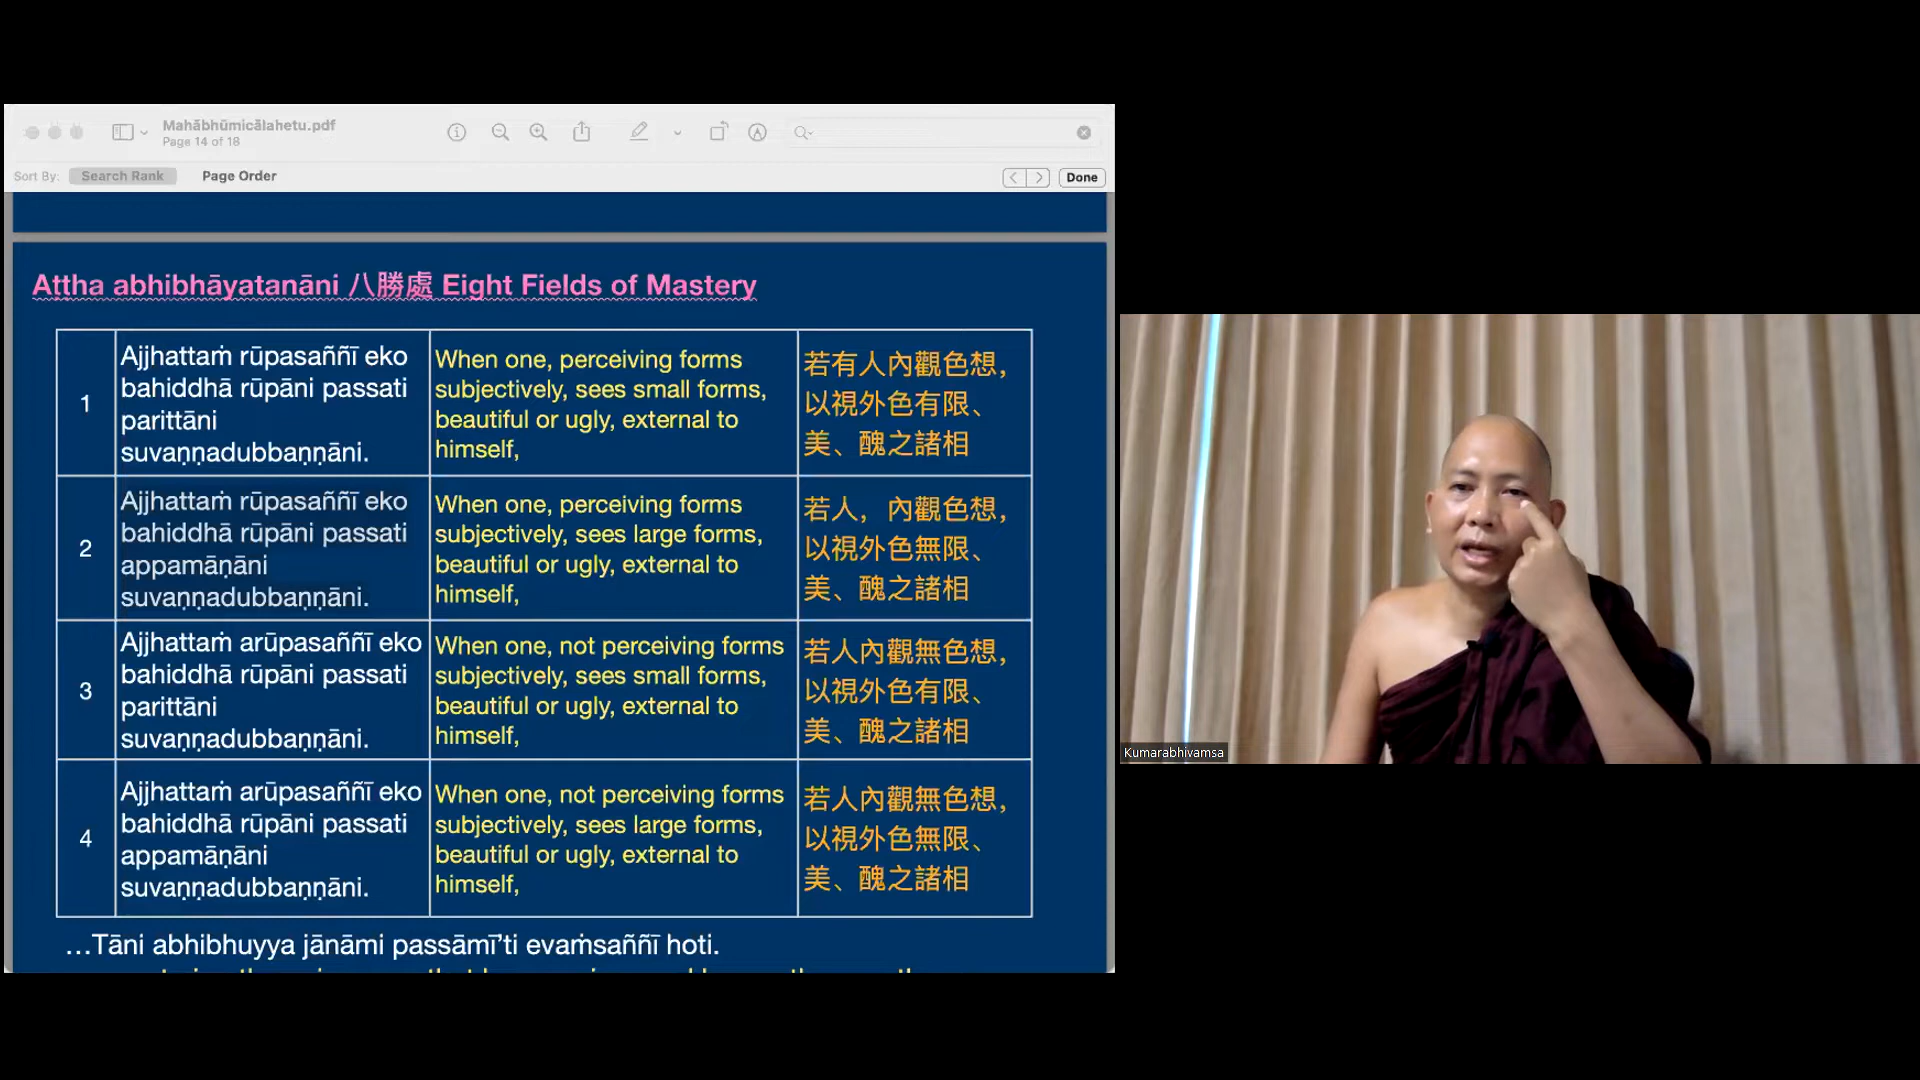 Mahābhūmicālahetu.pdf
Page 14 of 18
Sort By: Search Rank Page Order
Done
Aṭṭha abhibhāyatanāni 八勝處 Eight Fields of Mastery
1
Ajjhattaṁ rūpasaññī eko
bahiddhā rūpāni passati
parittāni
suvaṇṇadubbaṇṇāni.
When one, perceiving forms
subjectively, sees small forms,
beautiful or ugly, external to
himself,
若有人內觀色想，
以視外色有限、
美、醜之諸相
2
Ajjhattaṁ rūpasaññī eko
bahiddhā rūpāni passati
appamāṇāni
suvaṇṇadubbaṇṇāni.
When one, perceiving forms
subjectively, sees large forms,
beautiful or ugly, external to
himself,
若人，內觀色想，
以視外色無限、
美、醜之諸相
3
Ajjhattaṁ arūpasaññī eko
bahiddhā rūpāni passati
parittāni
suvaṇṇadubbaṇṇāni.
When one, not perceiving forms
subjectively, sees small forms,
beautiful or ugly, external to
himself,
若人內觀無色想，
以視外色有限、
美、醜之諸相
4
Ajjhattaṁ arūpasaññī eko
bahiddhā rūpāni passati
appamāṇāni
suvaṇṇadubbaṇṇāni.
When one, not perceiving forms
subjectively, sees large forms,
beautiful or ugly, external to
himself,
若人內觀無色想，
以視外色無限、
美、醜之諸相
…Tāni abhibhuyya jānāmi passāmī’ti evaṁsaññī hoti.
Kumarabhivamsa